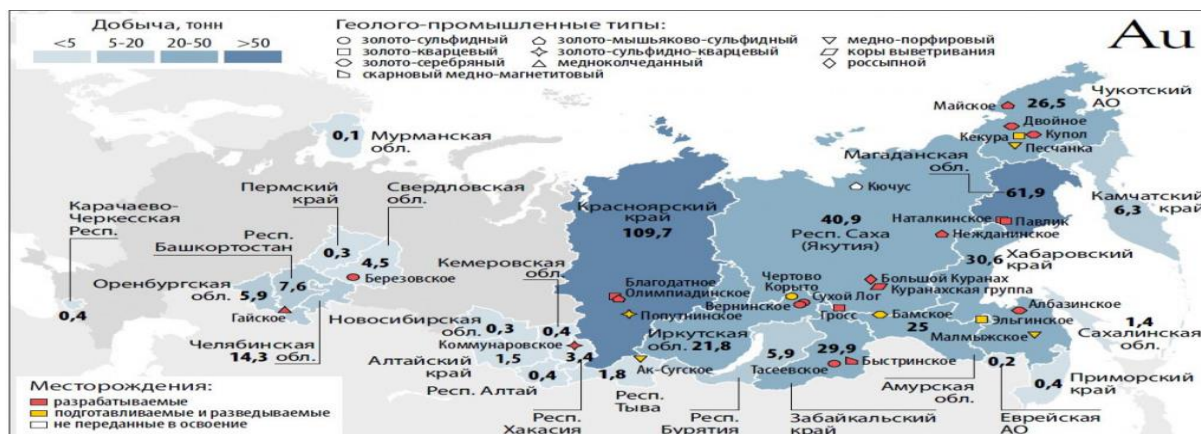 Добыча, тонн
<5 5-20 20-50 >50
Геолого-промышленные типы:
золото-сульфидный
золото-кварцевый
золото-серебряный
скарновый медно-магнетитовый
золото-мышьяково-сульфидный
золото-сульфидно-кварцевый
медноколчеданный
медно-порфировый
коры выветривания
россыпной
Au
Чукотский
АО
26,5
Майское
Двойное
Кекура
Купол
Песчанка
0,1
Мурманская
обл.
Магаданская
обл.
61,9
Кючус
Пермский
край
Свердловская
обл.
Красноярский
край
109,7
Карачаево-
Черкесская
Респ.
Камчатский
край
6,3
40,9
Респ. Саха
(Якутия)
Наталкинское
Павлик
Нежданинское
Респ.
Башкортостан
0,3
4,5
Кемеровская
обл.
30,6
Хабаровский
край
Березовское
Оренбургская
обл.
5,9
7,6
Гайское
Благодатное
Олимпиадинское
Попутнинское
Чертово
Корыто
Сухой Лог
Вернинское
Большой Куранах
Куранахская группа
Гросс
Бамское
25
Албазинское
Эльгинское
Малмыжское
0,4
Новосибирская
обл.
0,3
0,4
Коммунаровское
Иркутская
обл.
21,8
1,4
Сахалинская
обл.
Челябинская
14,3 обл.
Алтайский
край
1,5
3,4
5,9
29,9
Быстринское
Тасеевское
0,2
0,4
Приморский
край
Респ. Алтай
0,4
1,8
Ак-Сугское
Респ.
Тыва
Амурская
обл.
Респ.
Хакасия
Респ.
Бурятия
Забайкальский
край
Еврейская
АО
Месторождения:
разрабатываемые
подготавливаемые и разведываемые
не переданные в освоение